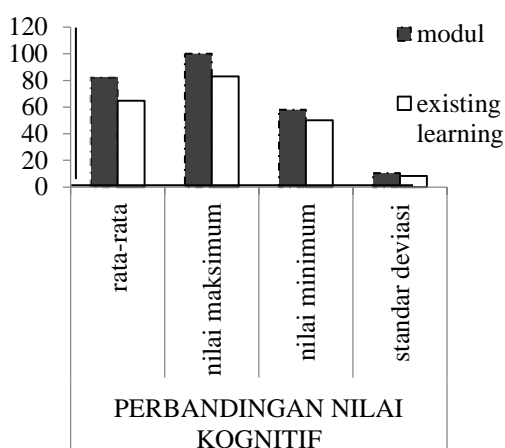 120
100
80
60
40
20
0
modul
existing
learning
rata-rata
nilai maksimum
nilai minimum
standar deviasi
PERBANDINGAN NILAI
KOGNITIF